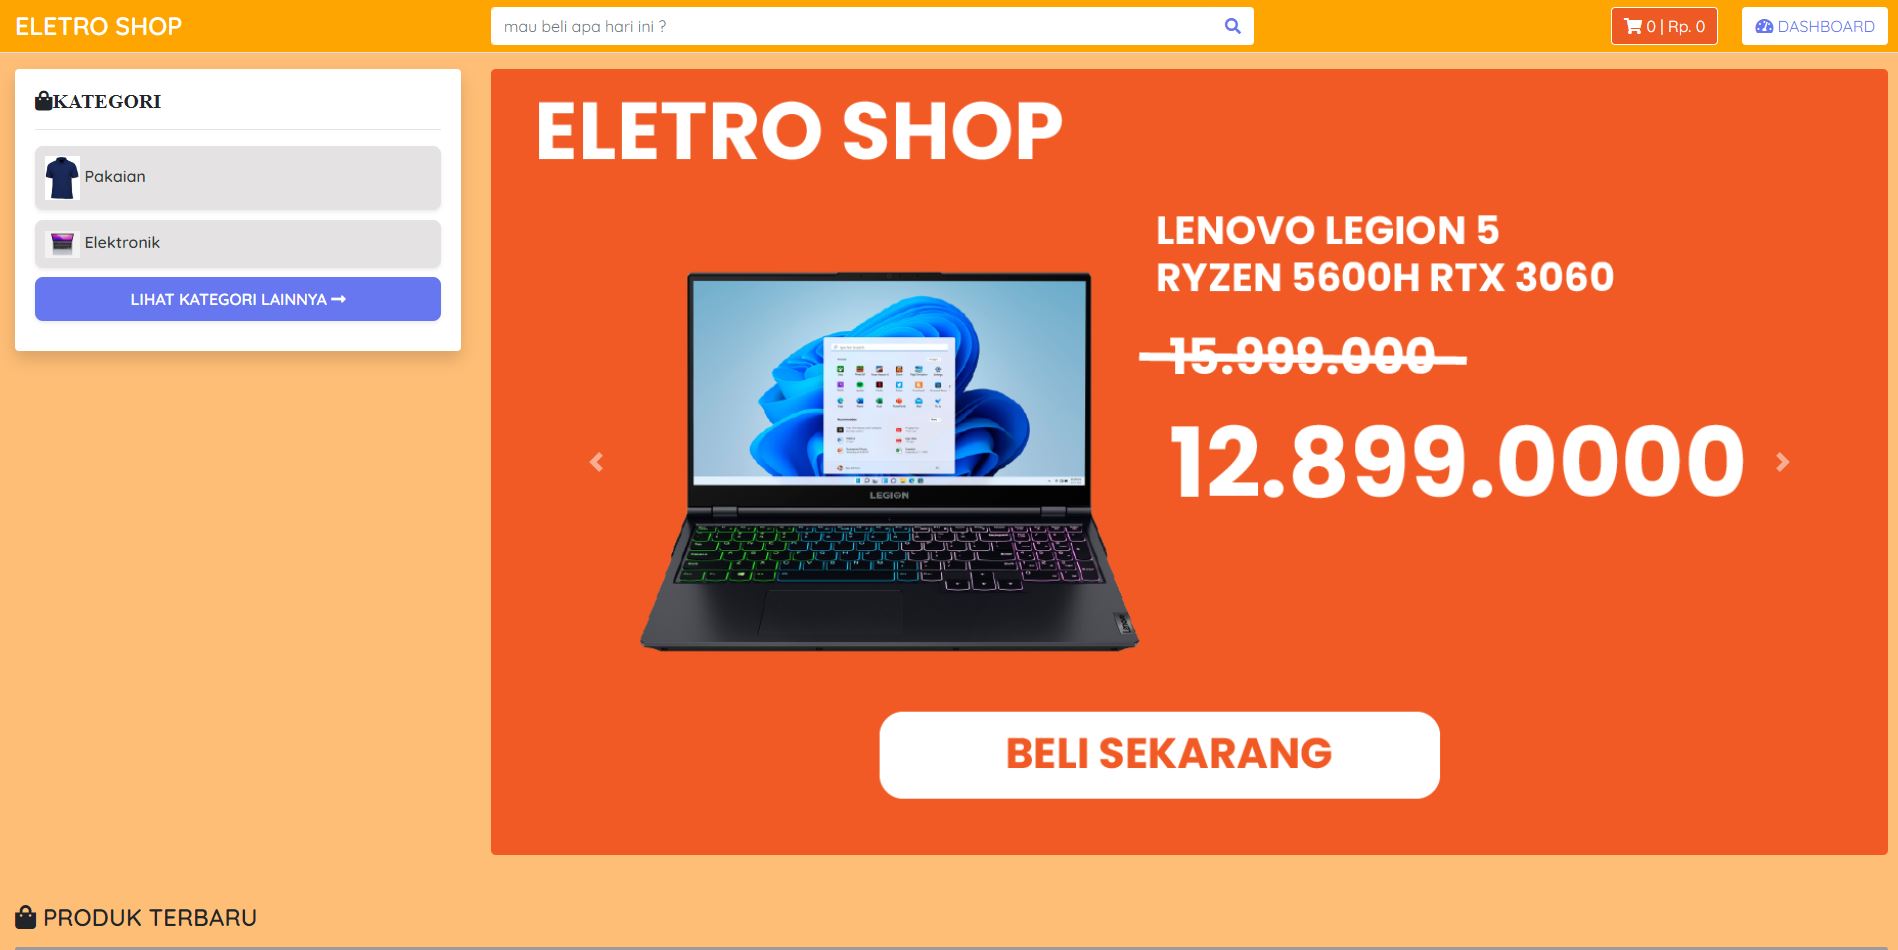 ELETRO SHOP
mau beli apa hari ini ?
0 | Rp. 0
DASHBOARD
KATEGORI
Pakaian
Elektronik
LIHAT KATEGORI LAINNYA
ELETRO SHOP
LENOVO LEGION 5
RYZEN 5600H RTX 3060
15.999.000
12.899.0000
LEGION
Lenovo
BELI SEKARANG
PRODUK TERBARU